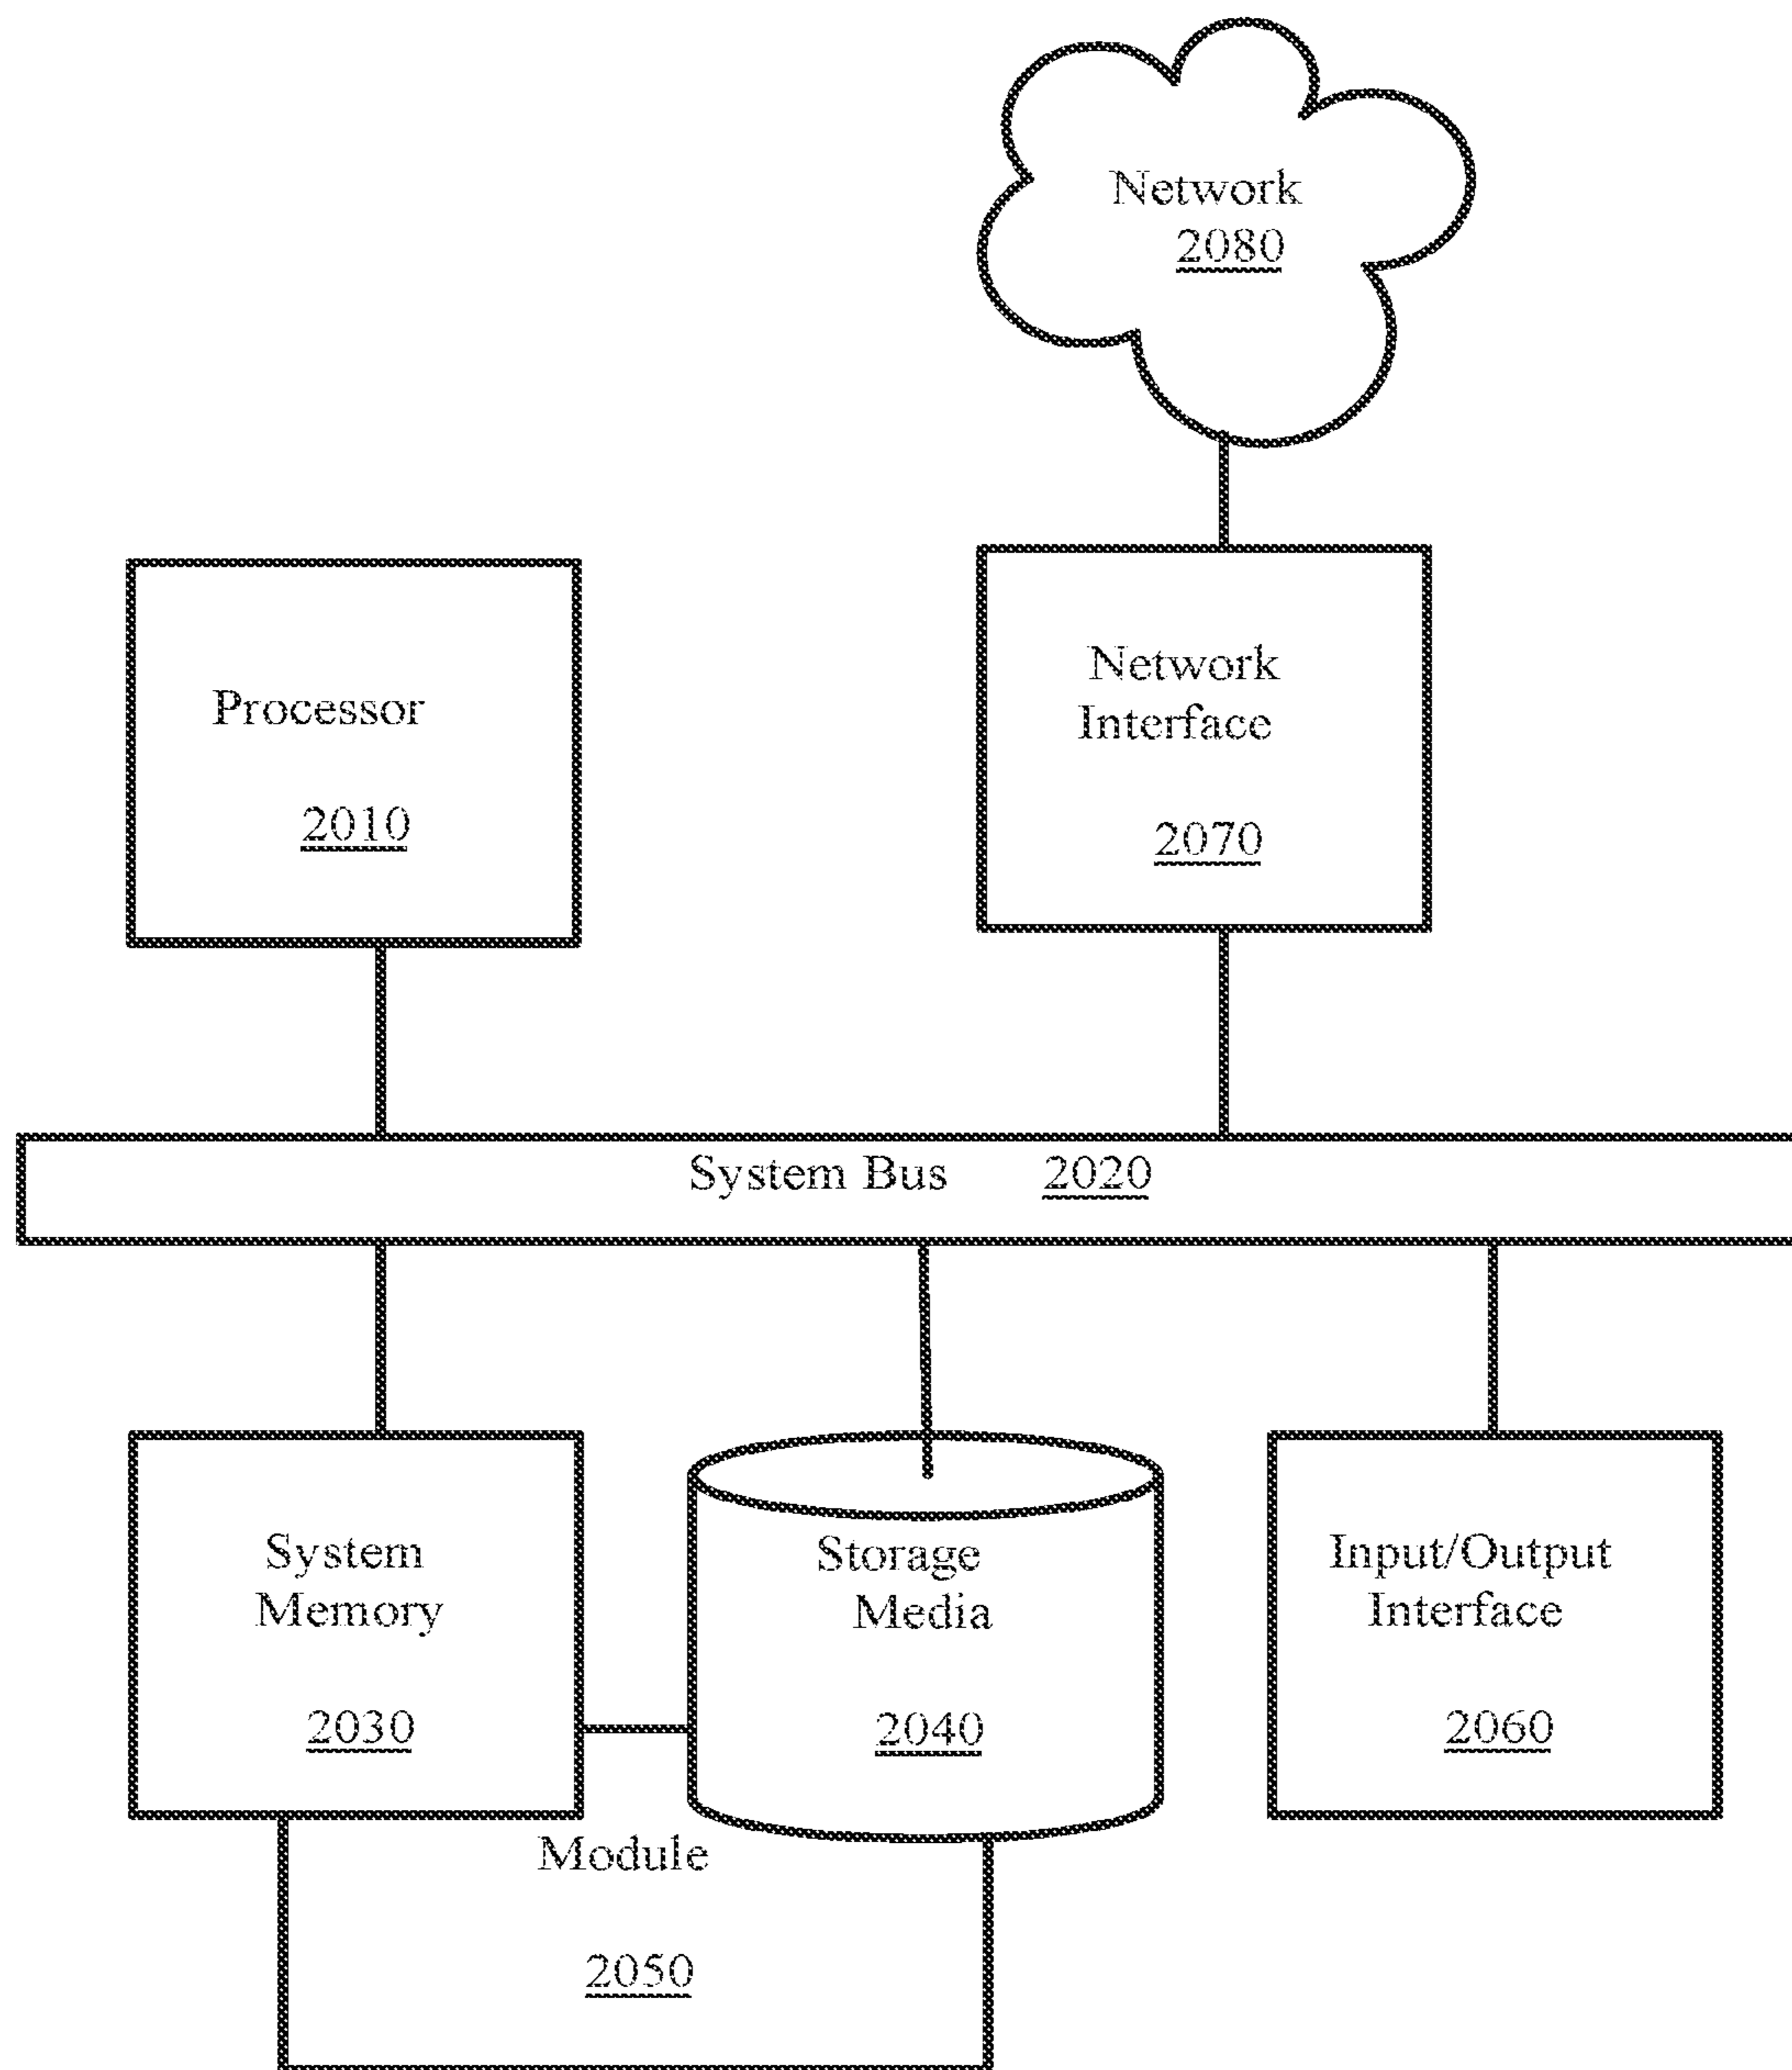 Network
2080
Processor
2010
Network
Interface
2070
System Bus 2020
System
Memory
2030
Storage
Media
2040
Input/Output
Interface
2060
Module
2050